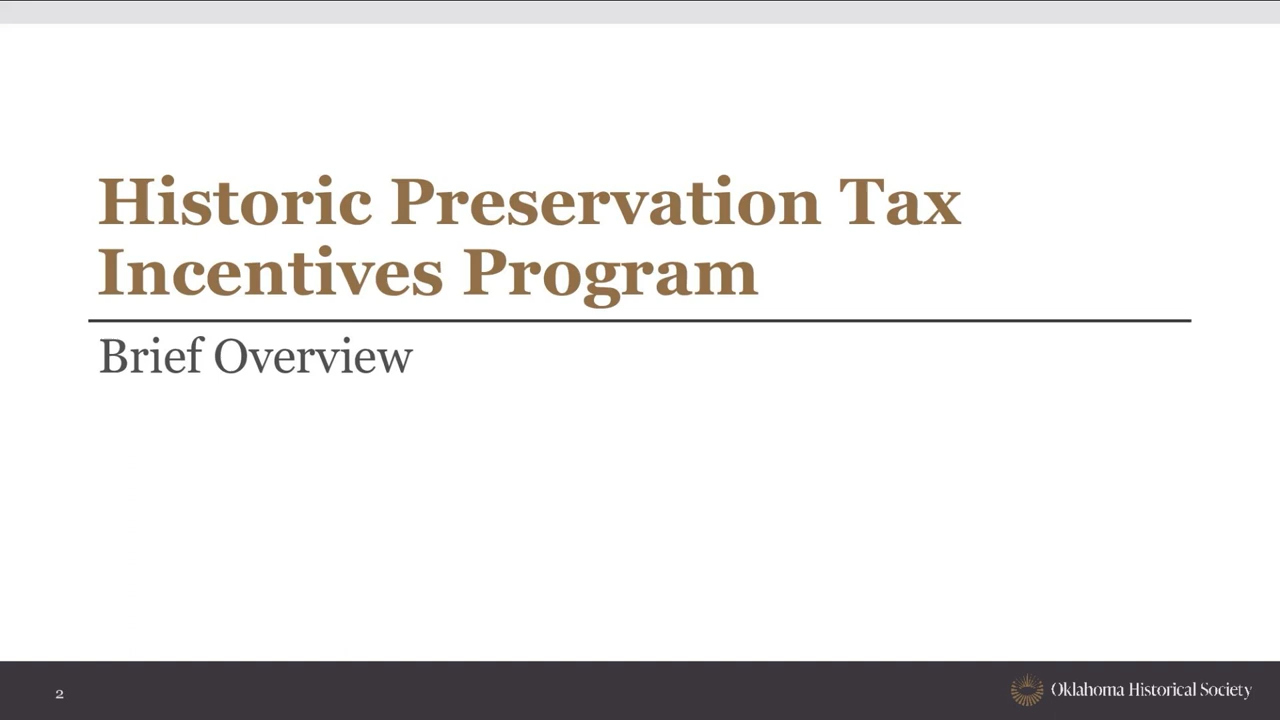 Historic Preservation Tax
Incentives Program
Brief Overview
2
Oklahoma Historical Society